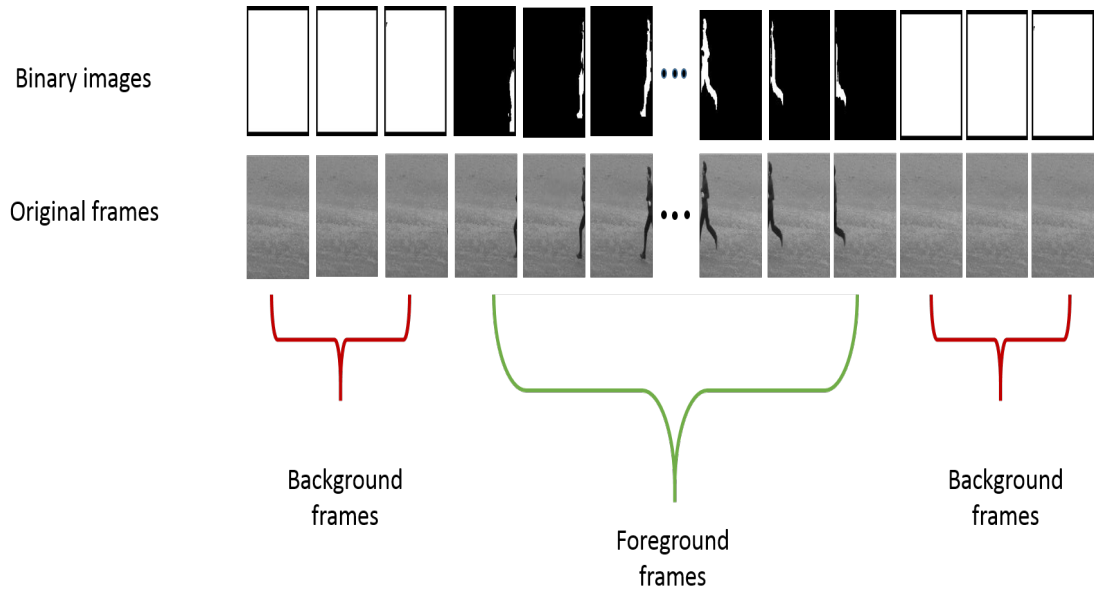 Binary images
Original frames
Background
frames
Foreground
frames
Background
frames